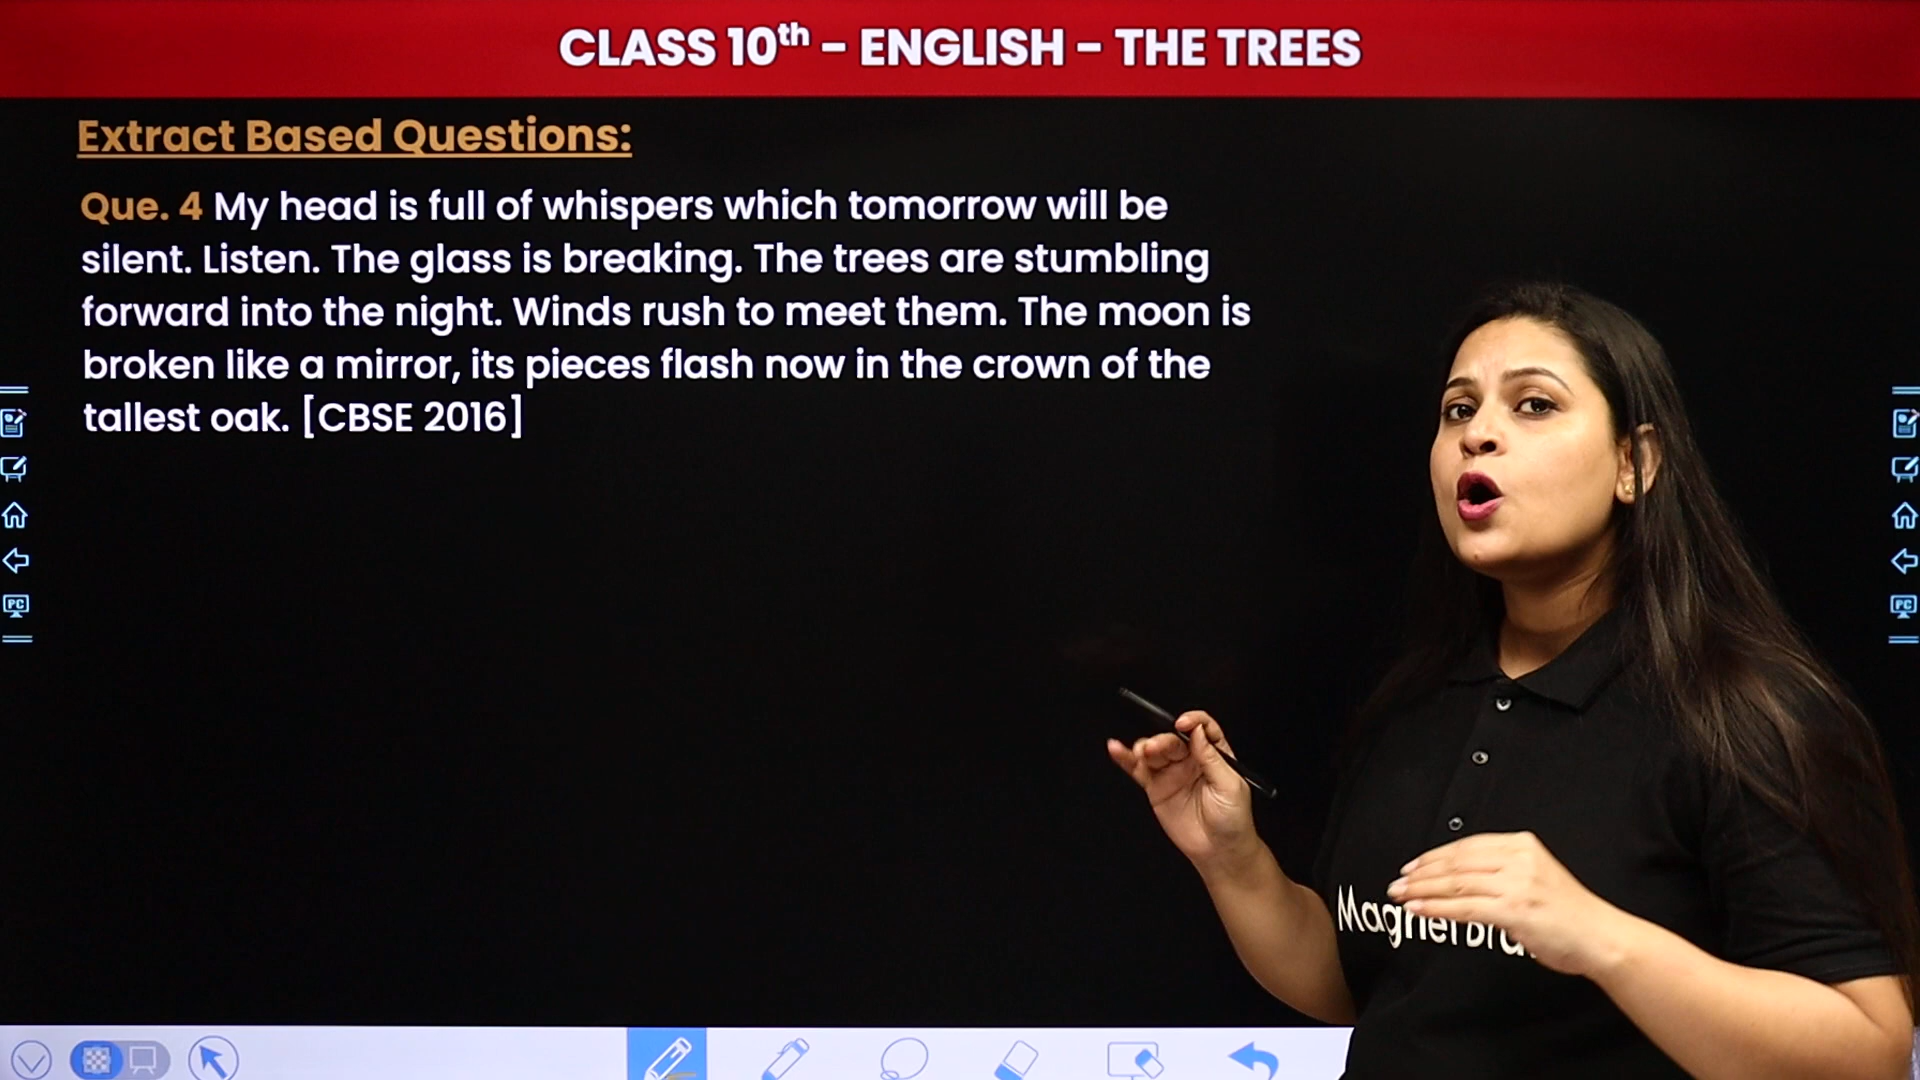 CLASS 10th - ENGLISH - THE TREES
Extract Based Questions:
Que. 4 My head is full of whispers which tomorrow will be
silent. Listen. The glass is breaking. The trees are stumbling
forward into the night. Winds rush to meet them. The moon is
broken like a mirror, its pieces flash now in the crown of the
tallest oak. [CBSE 2016]
PC
PC